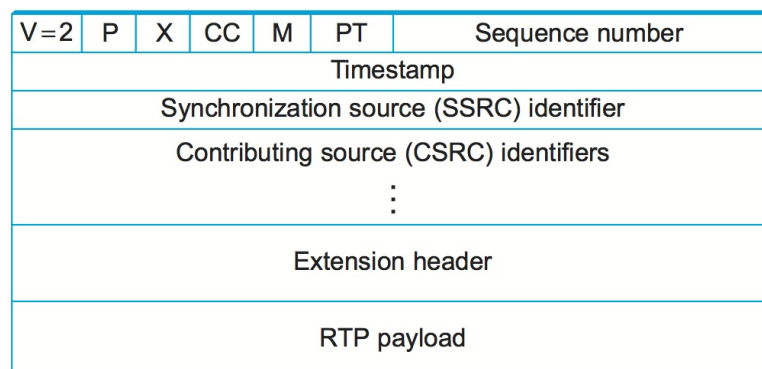 V=2 P X CC M PT Sequence number
Timestamp
Synchronization source (SSRC) identifier
Contributing source (CSRC) identifiers
⋮
Extension header
RTP payload